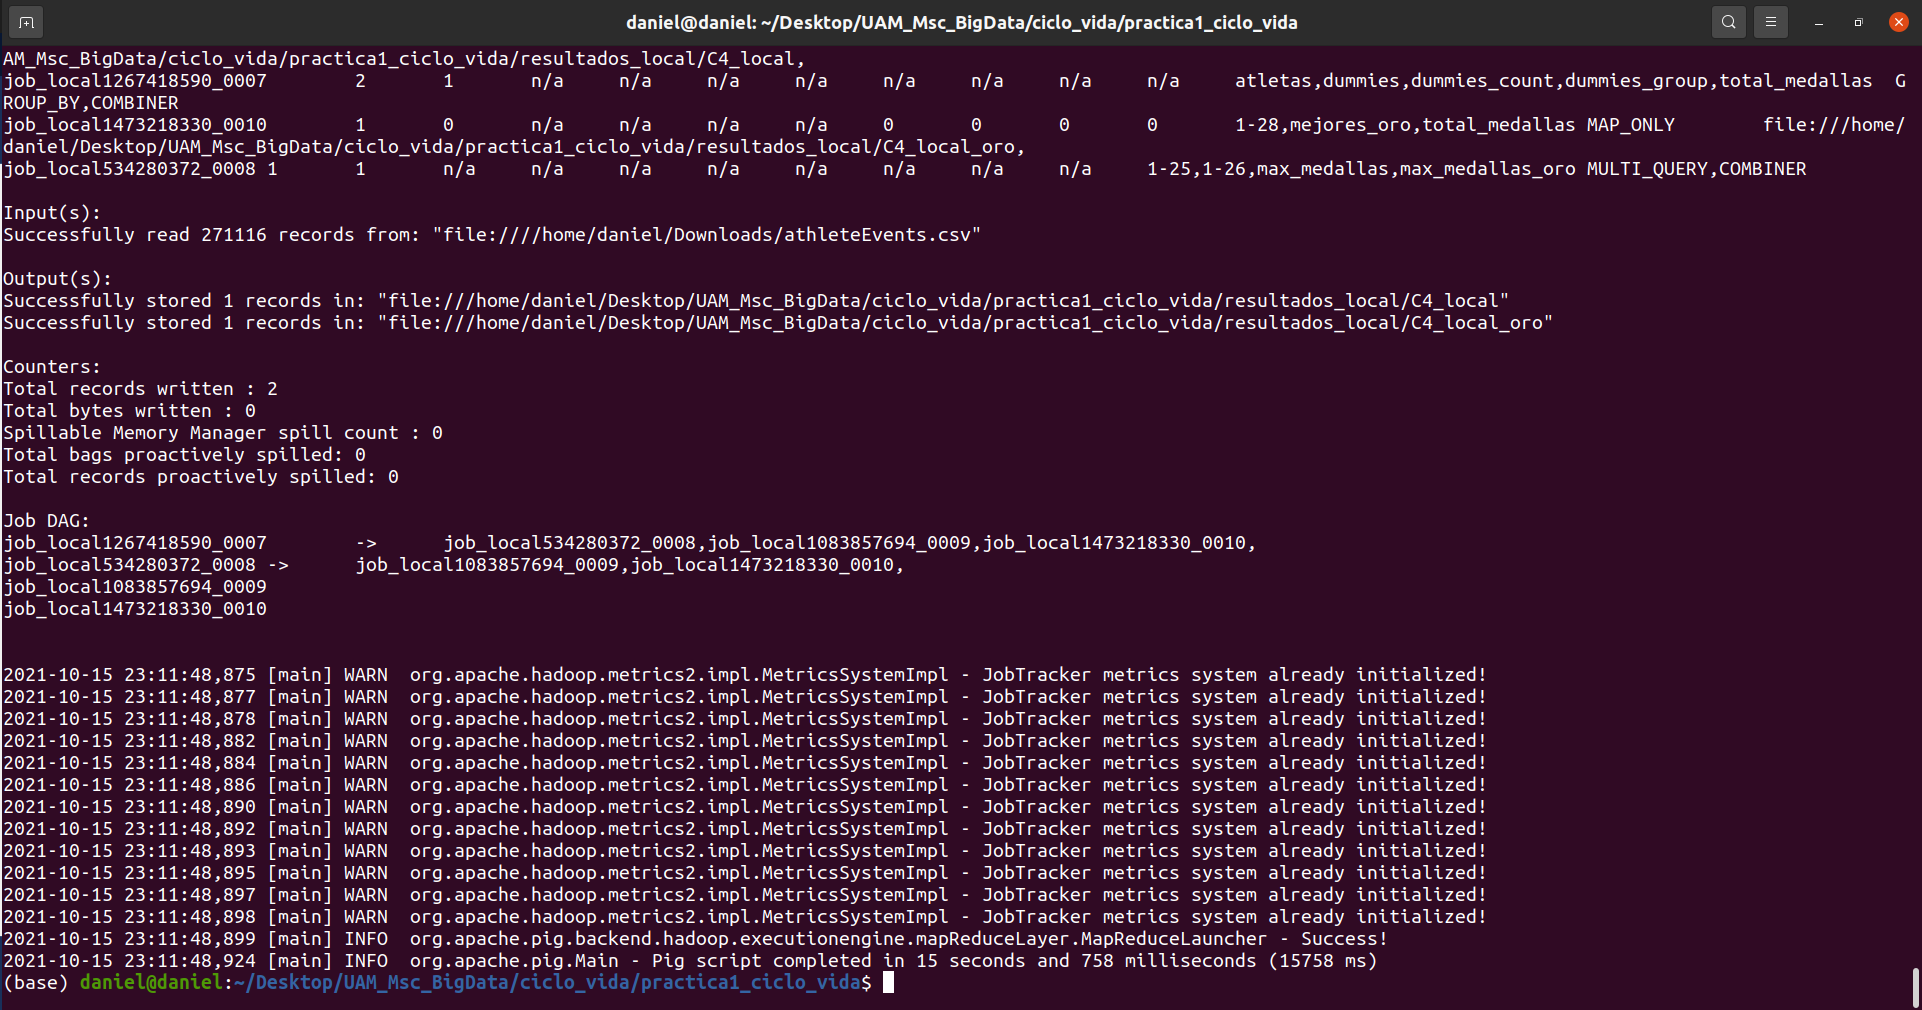 daniel@daniel: ~/Desktop/UAM_Msc_BigData/ciclo_vida/practica1_ciclo_vida
AM_Msc_BigData/ciclo_vida/practica1_ciclo_vida/resultados_local/C4_local,
job_local1267418590_0007        2       1       n/a     n/a     n/a     n/a     n/a     n/a     n/a     n/a     atletas,dummies,dummies_count,dummies_group,total_medallas  G
ROUP_BY,COMBINER
job_local1473218330_0010        1       0       n/a     n/a     n/a     n/a     0       0       0       0       1-28,mejores_oro,total_medallas MAP_ONLY        file:///home/
daniel/Desktop/UAM_Msc_BigData/ciclo_vida/practica1_ciclo_vida/resultados_local/C4_local_oro,
job_local534280372_0008 1       1       n/a     n/a     n/a     n/a     n/a     n/a     n/a     n/a     1-25,1-26,max_medallas,max_medallas_oro MULTI_QUERY,COMBINER
Input(s):
Successfully read 271116 records from: "file:////home/daniel/Downloads/athleteEvents.csv"
Output(s):
Successfully stored 1 records in: "file:///home/daniel/Desktop/UAM_Msc_BigData/ciclo_vida/practica1_ciclo_vida/resultados_local/C4_local"
Successfully stored 1 records in: "file:///home/daniel/Desktop/UAM_Msc_BigData/ciclo_vida/practica1_ciclo_vida/resultados_local/C4_local_oro"
Counters:
Total records written : 2
Total bytes written : 0
Spillable Memory Manager spill count : 0
Total bags proactively spilled: 0
Total records proactively spilled: 0
Job DAG:
job_local1267418590_0007        ->      job_local534280372_0008,job_local1083857694_0009,job_local1473218330_0010,
job_local534280372_0008 ->      job_local1083857694_0009,job_local1473218330_0010,
job_local1083857694_0009
job_local1473218330_0010
2021-10-15 23:11:48,875 [main] WARN  org.apache.hadoop.metrics2.impl.MetricsSystemImpl - JobTracker metrics system already initialized!
2021-10-15 23:11:48,877 [main] WARN  org.apache.hadoop.metrics2.impl.MetricsSystemImpl - JobTracker metrics system already initialized!
2021-10-15 23:11:48,878 [main] WARN  org.apache.hadoop.metrics2.impl.MetricsSystemImpl - JobTracker metrics system already initialized!
2021-10-15 23:11:48,882 [main] WARN  org.apache.hadoop.metrics2.impl.MetricsSystemImpl - JobTracker metrics system already initialized!
2021-10-15 23:11:48,884 [main] WARN  org.apache.hadoop.metrics2.impl.MetricsSystemImpl - JobTracker metrics system already initialized!
2021-10-15 23:11:48,886 [main] WARN  org.apache.hadoop.metrics2.impl.MetricsSystemImpl - JobTracker metrics system already initialized!
2021-10-15 23:11:48,890 [main] WARN  org.apache.hadoop.metrics2.impl.MetricsSystemImpl - JobTracker metrics system already initialized!
2021-10-15 23:11:48,892 [main] WARN  org.apache.hadoop.metrics2.impl.MetricsSystemImpl - JobTracker metrics system already initialized!
2021-10-15 23:11:48,893 [main] WARN  org.apache.hadoop.metrics2.impl.MetricsSystemImpl - JobTracker metrics system already initialized!
2021-10-15 23:11:48,895 [main] WARN  org.apache.hadoop.metrics2.impl.MetricsSystemImpl - JobTracker metrics system already initialized!
2021-10-15 23:11:48,897 [main] WARN  org.apache.hadoop.metrics2.impl.MetricsSystemImpl - JobTracker metrics system already initialized!
2021-10-15 23:11:48,898 [main] WARN  org.apache.hadoop.metrics2.impl.MetricsSystemImpl - JobTracker metrics system already initialized!
2021-10-15 23:11:48,899 [main] INFO  org.apache.pig.backend.hadoop.executionengine.mapReduceLayer.MapReduceLauncher - Success!
2021-10-15 23:11:48,924 [main] INFO  org.apache.pig.Main - Pig script completed in 15 seconds and 758 milliseconds (15758 ms)
(base) daniel@daniel:~/Desktop/UAM_Msc_BigData/ciclo_vida/practica1_ciclo_vida$